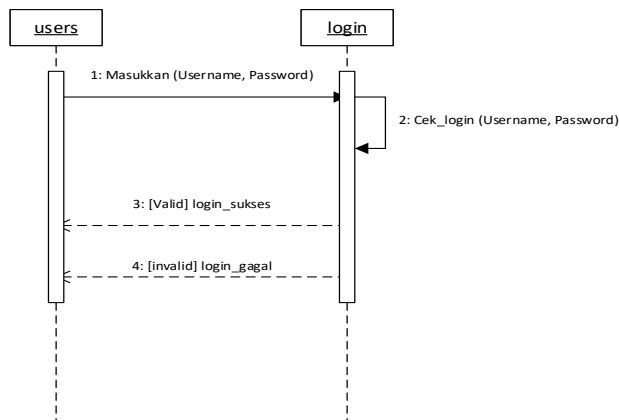 users
login
1: Masukkan (Username, Password)
2: Cek_login (Username, Password)
3: [Valid] login_sukses
4: [invalid] login_gagal